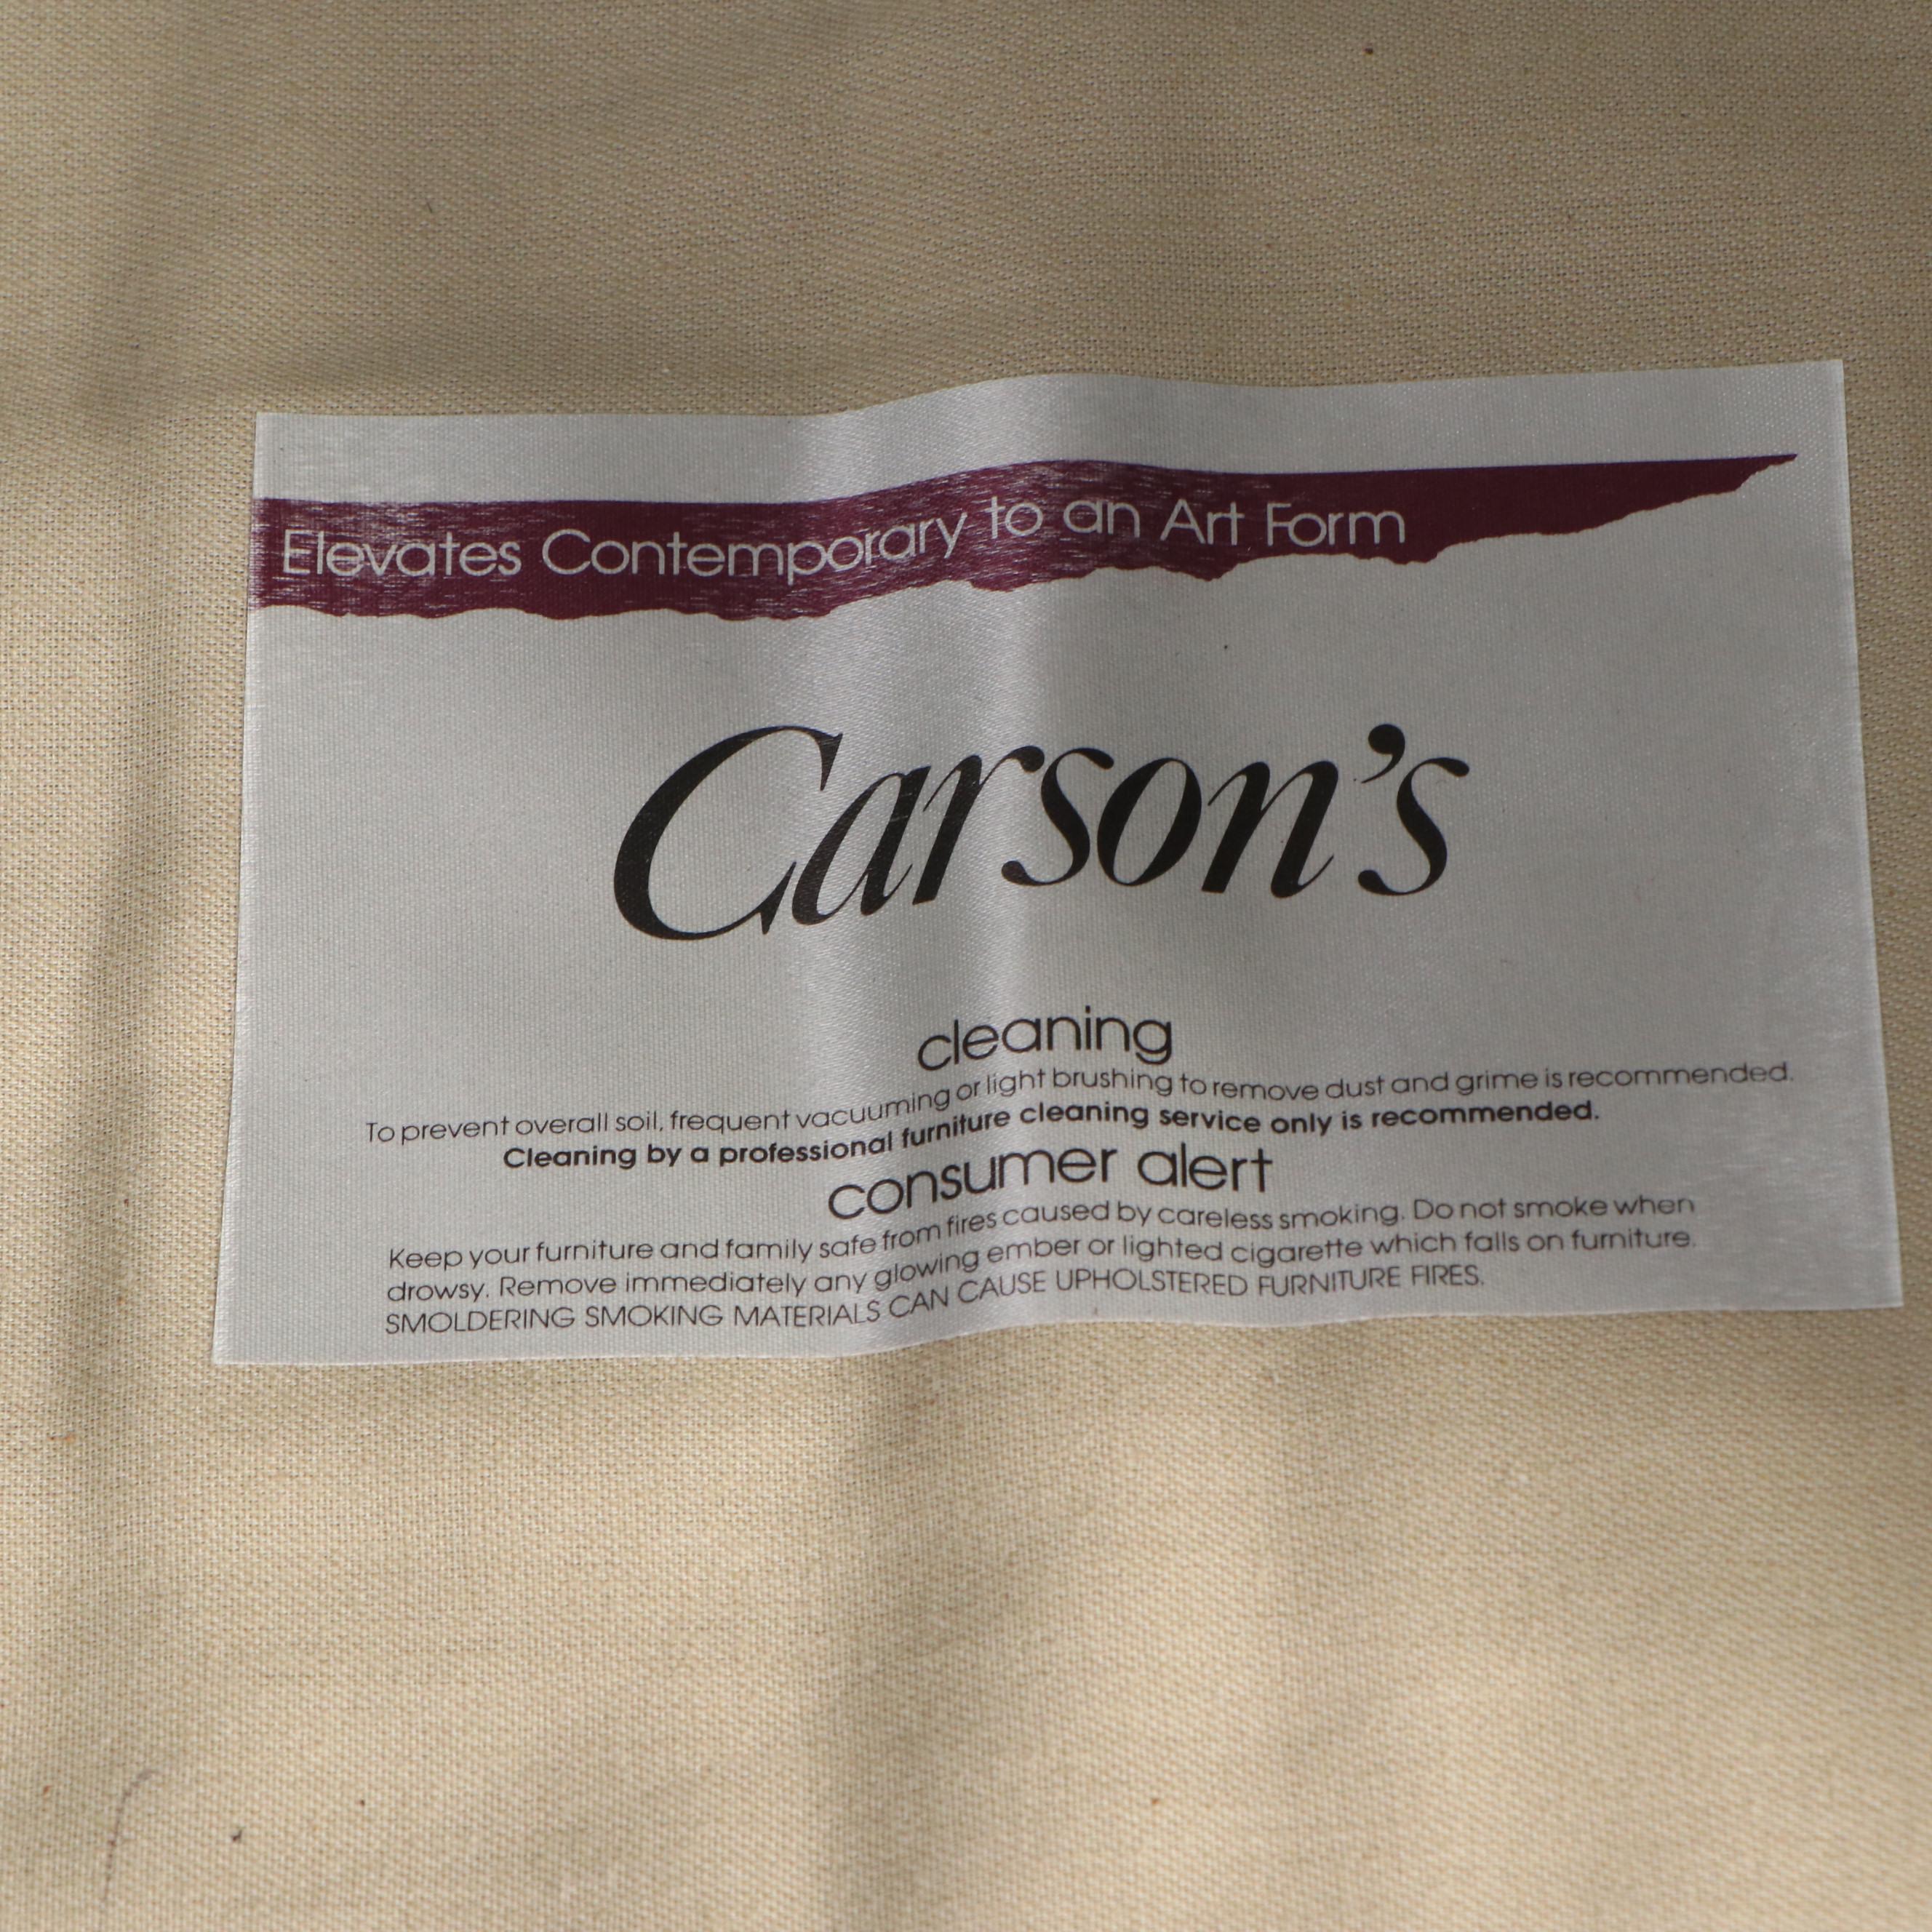 Elevates Contemporary to an Art Form
Carson's
cleaning
To prevent overall soil, frequent vacuuming or light brushing to remove dust and grime is recommended.
Cleaning by a professional furniture cleaning service only is recommended.
consumer alert
Keep your furniture and family safe from fires caused by careless smoking. Do not smoke when
drowsy. Remove immediately any glowing ember or lighted cigarette which falls on furniture.
SMOLDERING SMOKING MATERIALS CAN CAUSE UPHOLSTERED FURNITURE FIRES.